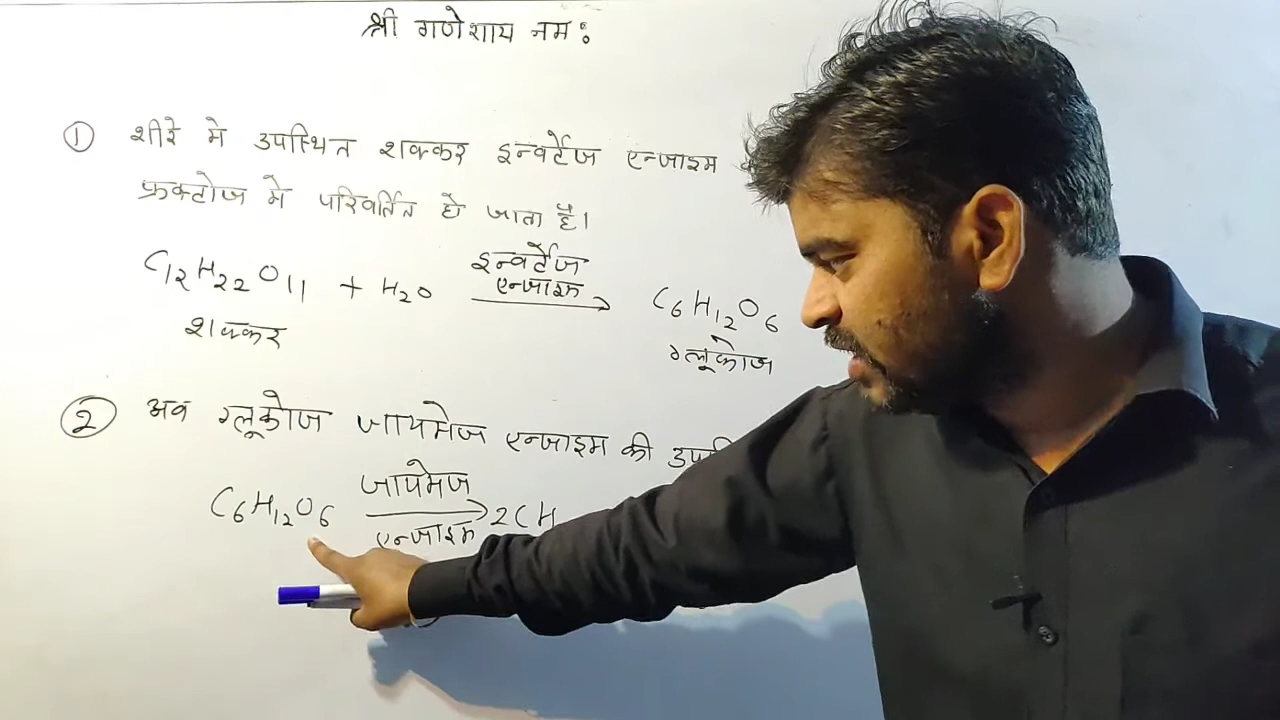 श्री गणेशाय नमः
① शीरे मे उपस्थित शक्कर इन्वर्टेज एन्जाइम
फ्रक्टोज मे परिवर्तित हो जाता है।
इन्वर्टेज
एन्जाइम
C12H22O11 + H2O → C6H12O6
शक्कर ग्लूकोज
② अब ग्लूकोज जायमेज एन्जाइम की
जायमेज
C6H12O6 → 2CH
एन्जाइम